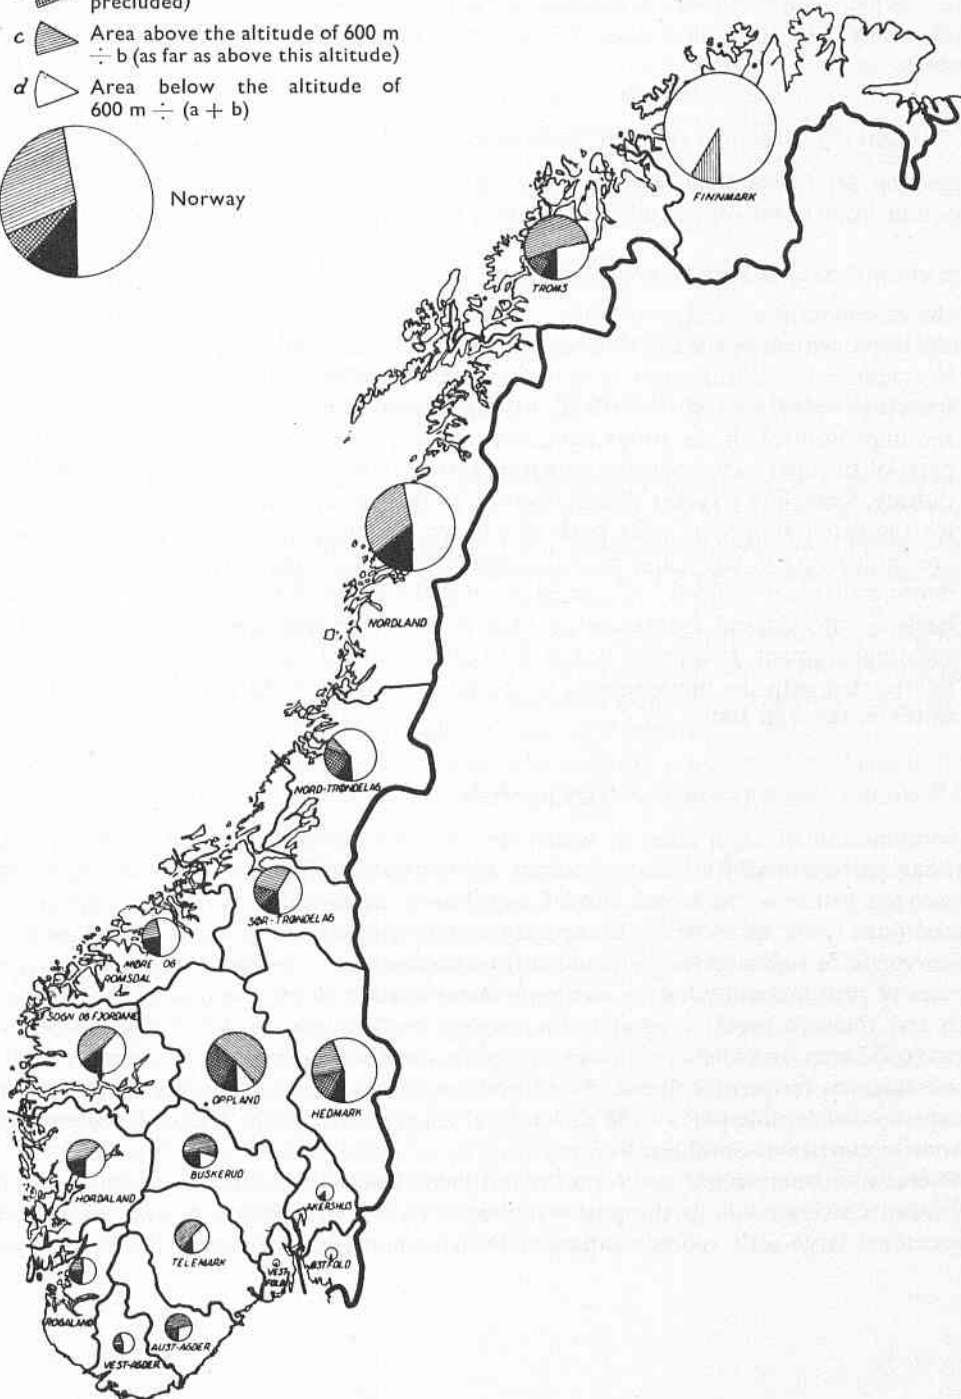 precluded)
c Area above the altitude of 600 m
÷ b (as far as above this altitude)
d Area below the altitude of
600 m ÷ (a + b)
Norway
FINNMARK
TROMS
NORDLAND
NORD-TRØNDELAG
SØR-TRØNDELAG
MØRE OG
ROMSDAL
SOGN OG FJORDANE
OPPLAND
HEDMARK
HORDALAND
BUSKERUD
AKERSHUS
TELEMARK
VEST
FOLD
ØSTFOLD
ROGALAND
AUST-AGDER
VEST-AGDER